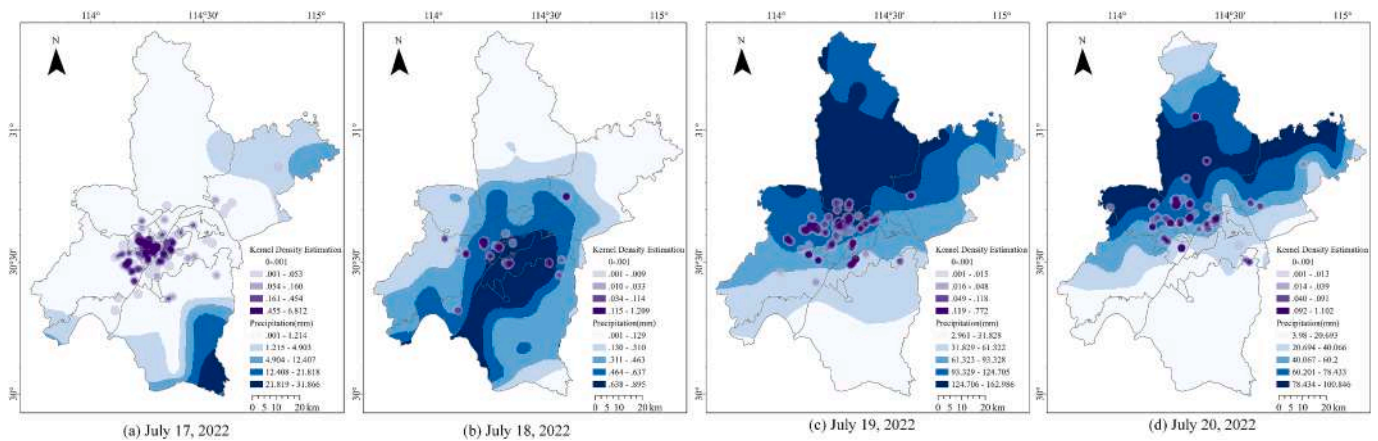 114° 114°30′ 115°
N
31°
30°30′
30°
Kernel Density Estimation
0-.001
.001 - .053
.054 - .160
.161 - .454
.455 - 6.812
Precipitation(mm)
.001 - 1.214
1.215 - 4.903
4.904 - 12.407
12.408 - 21.818
21.819 - 31.866
0 5 10 20 km
(a) July 17, 2022
114° 114°30′ 115°
N
31°
30°30′
30°
Kernel Density Estimation
0-.001
.001 - .009
.010 - .033
.034 - .114
.115 - 1.209
Precipitation(mm)
.001 - .129
.130 - .310
.311 - .463
.464 - .637
.638 - .895
0 5 10 20 km
(b) July 18, 2022
114° 114°30′ 115°
N
31°
30°30′
30°
Kernel Density Estimation
0-.001
.001 - .015
.016 - .048
.049 - .118
.119 - .772
Precipitation(mm)
2.961 - 31.828
31.829 - 61.322
61.323 - 93.328
93.329 - 124.705
124.706 - 162.986
0 5 10 20 km
(c) July 19, 2022
114° 114°30′ 115°
N
31°
30°30′
30°
Kernel Density Estimation
0-.001
.001 - .013
.014 - .039
.040 - .091
.092 - 1.102
Precipitation(mm)
3.98 - 20.693
20.694 - 40.066
40.067 - 60.2
60.201 - 78.433
78.434 - 100.846
0 5 10 20 km
(d) July 20, 2022